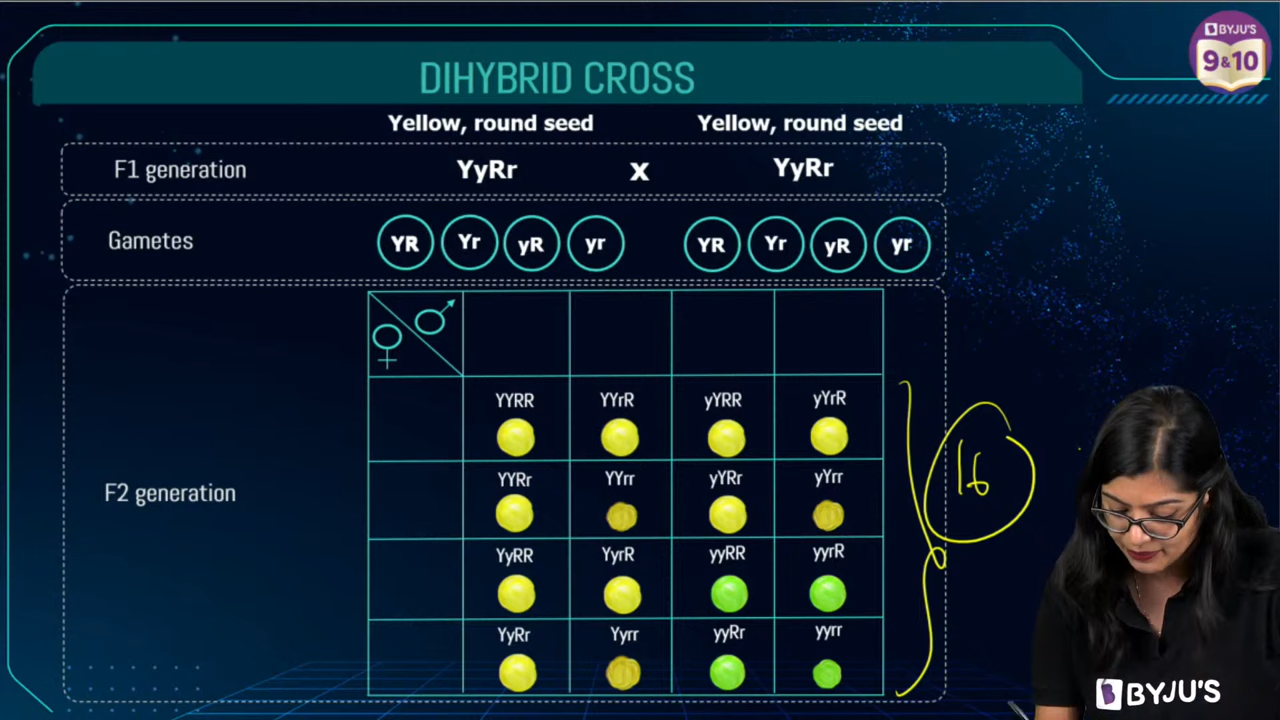 BYJU'S
9&10
DIHYBRID CROSS
Yellow, round seed Yellow, round seed
F1 generation YyRr x YyRr
Gametes YR Yr yR yr YR Yr yR yr
YYRR YYrR yYRR yYrR
16
YYRr YYrr yYRr yYrr
F2 generation
YyRR YyrR yyRR yyrR
YyRr Yyrr yyRr yyrr
BYJU'S